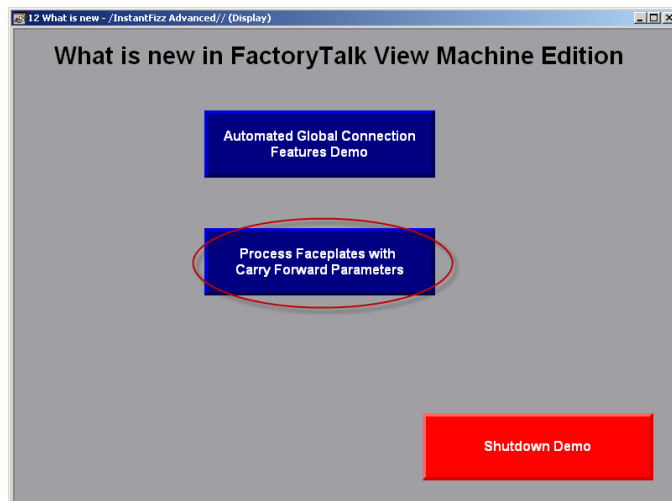 12 What is new - /InstantFizz Advanced// (Display)
What is new in FactoryTalk View Machine Edition
Automated Global Connection
Features Demo
Process Faceplates with
Carry Forward Parameters
Shutdown Demo